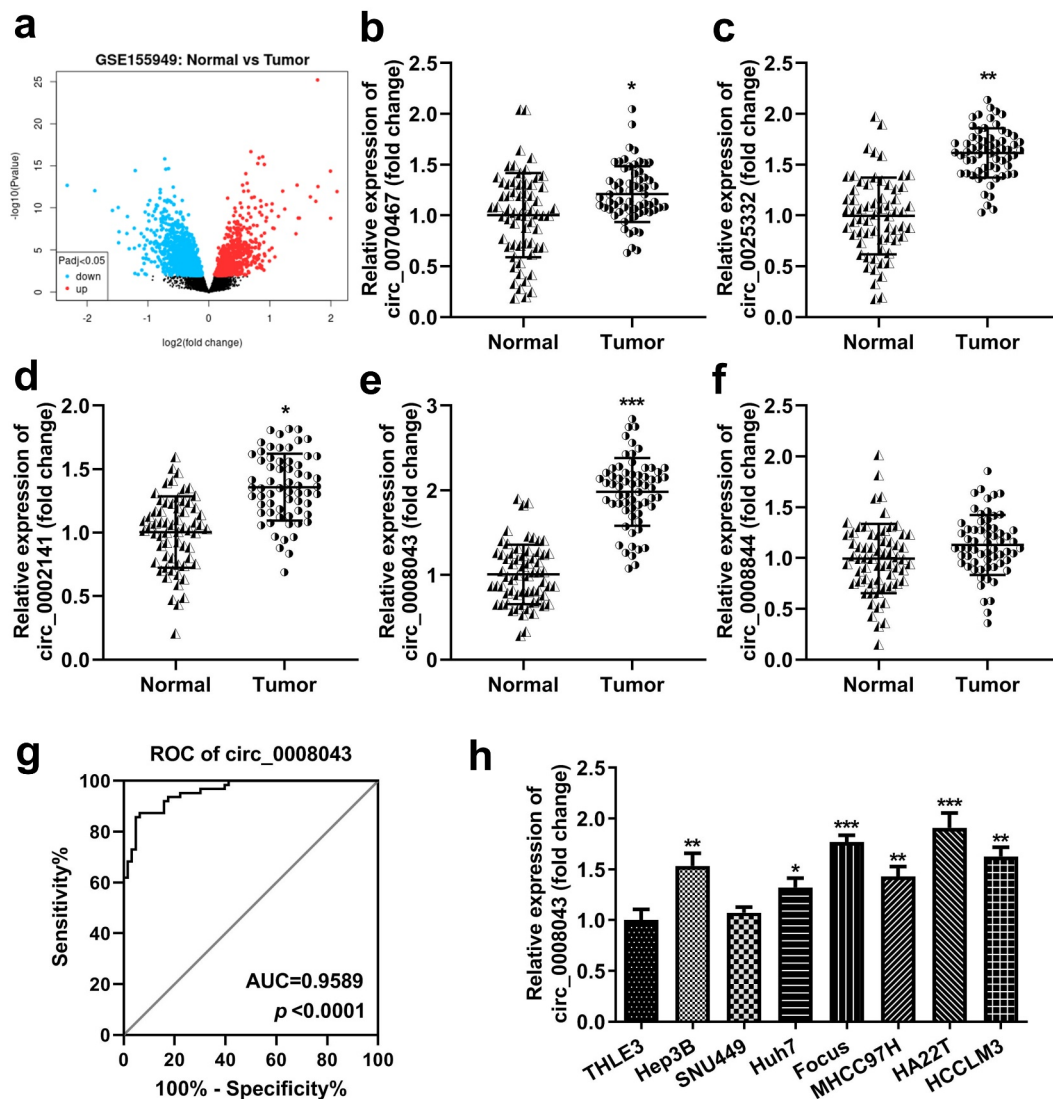 a
GSE155949: Normal vs Tumor
-log10(Pvalue)
25
20
15
10
5
0
Padj<0.05
down
up
-2
-1
0
1
2
log2(fold change)
b
Relative expression of
circ_0070467 (fold change)
2.5
2.0
1.5
1.0
0.5
0.0
*
Normal
Tumor
c
Relative expression of
circ_0025332 (fold change)
2.5
2.0
1.5
1.0
0.5
0.0
**
Normal
Tumor
d
Relative expression of
circ_0002141 (fold change)
2.0
1.5
1.0
0.5
0.0
*
Normal
Tumor
e
Relative expression of
circ_0008043 (fold change)
3
2
1
0
***
Normal
Tumor
f
Relative expression of
circ_0008844 (fold change)
2.5
2.0
1.5
1.0
0.5
0.0
Normal
Tumor
g
ROC of circ_0008043
Sensitivity%
100
80
60
40
20
0
AUC=0.9589
p <0.0001
0
20
40
60
80
100
100% - Specificity%
h
Relative expression of
circ_0008043 (fold change)
2.5
2.0
1.5
1.0
0.5
0.0
**
*
***
**
***
**
THLE3
Hep3B
SNU449
Huh7
Focus
MHCC97H
HA22T
HCCLM3